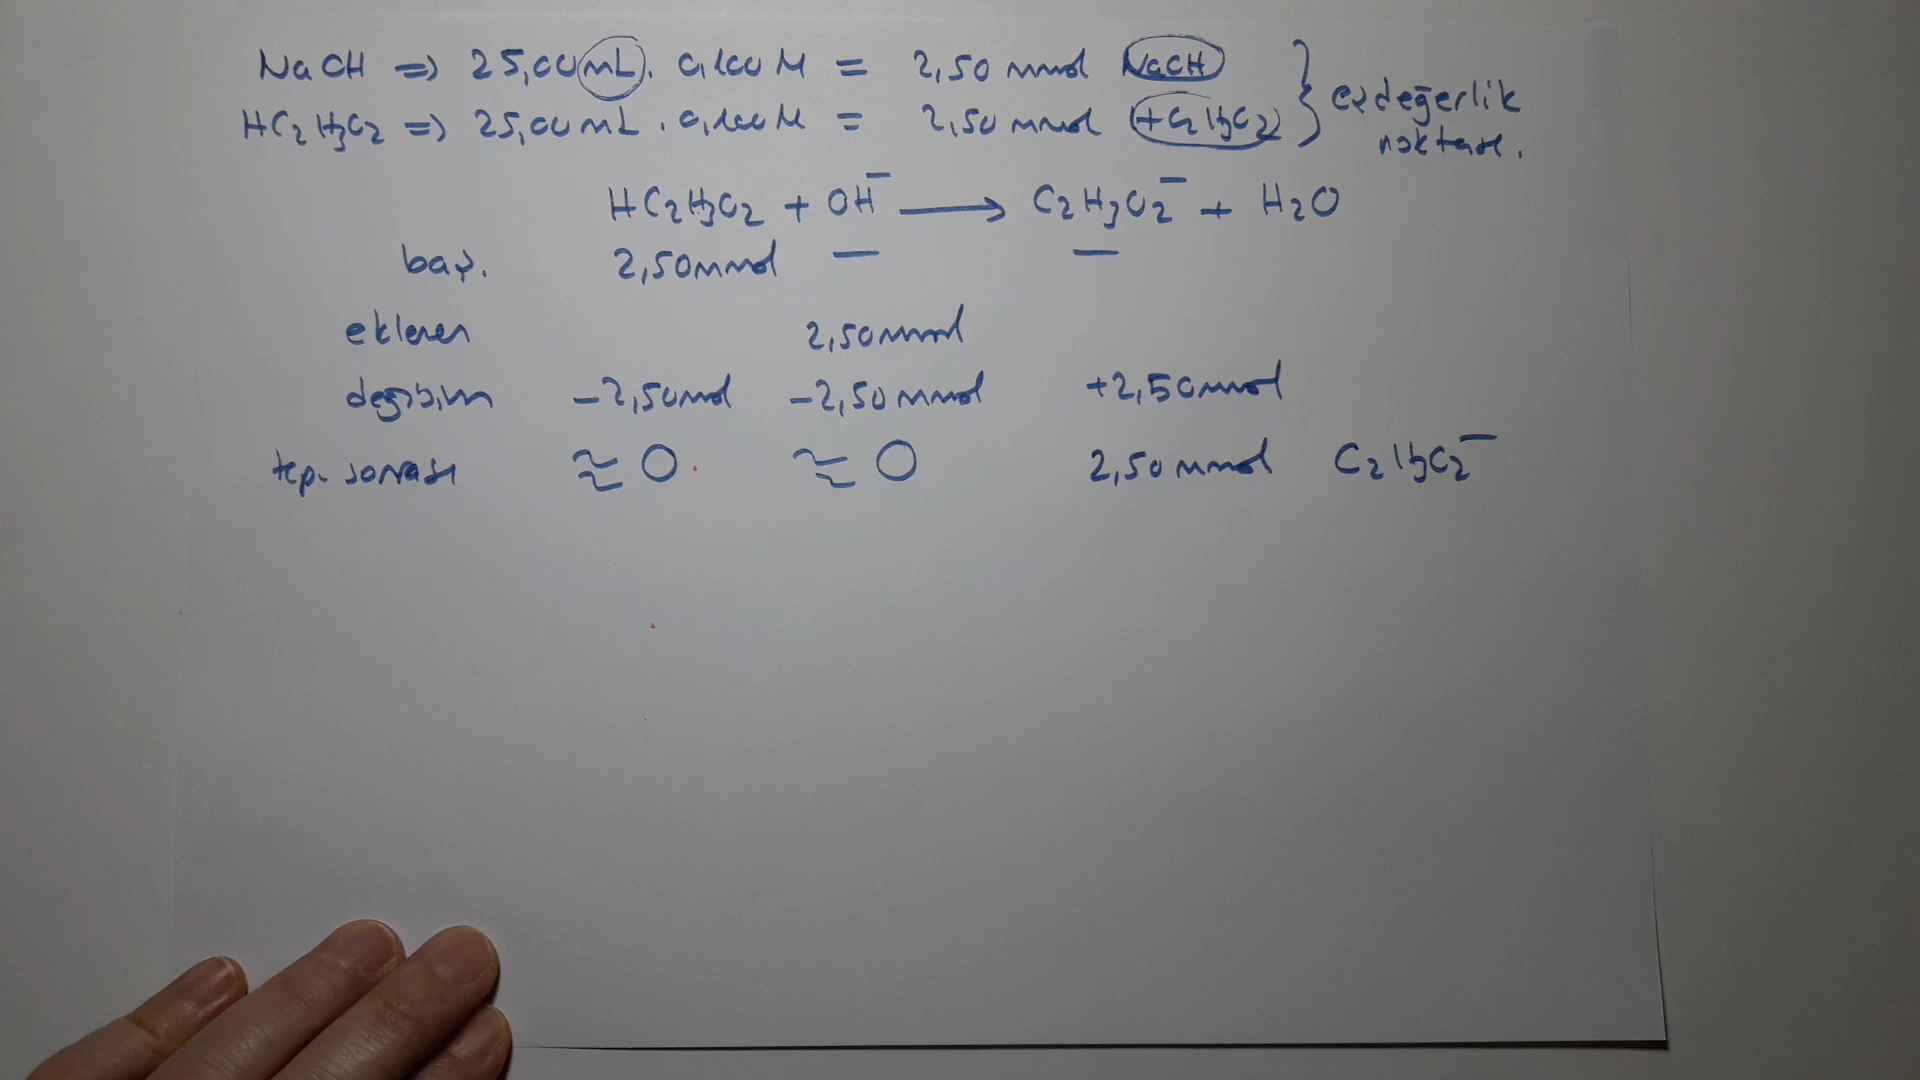 NaOH => 25,00 mL . 0,100 M = 2,50 mmol NaOH
HC2H3O2 => 25,00 mL . 0,100 M = 2,50 mmol HC2H3O2 } eşdeğerlik noktası.
HC2H3O2 + OH⁻ → C2H3O2⁻ + H2O
baş. 2,50 mmol — —
eklenen 2,50 mmol
değişim -2,50 mmol -2,50 mmol +2,50 mmol
tep. sonrası ≈ 0 ≈ 0 2,50 mmol C2H3O2⁻